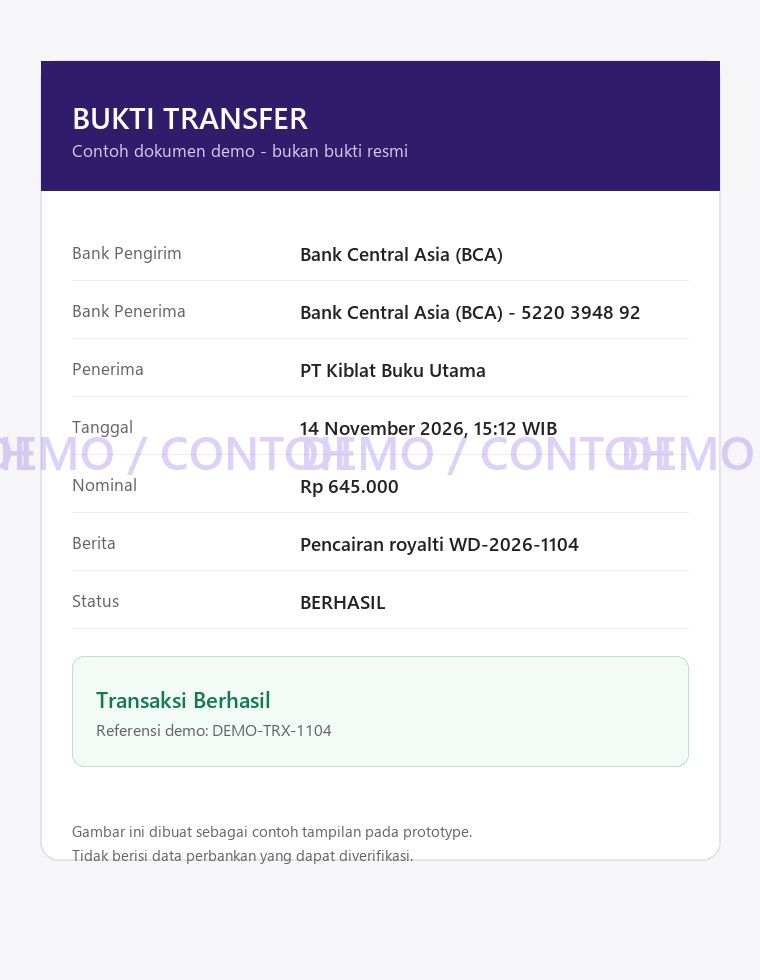 BUKTI TRANSFER
Contoh dokumen demo - bukan bukti resmi
Bank Pengirim Bank Central Asia (BCA)
Bank Penerima Bank Central Asia (BCA) - 5220 3948 92
Penerima PT Kiblat Buku Utama
Tanggal 14 November 2026, 15:12 WIB
DEMO / CONTOH DEMO / CONTOH DEMO
Nominal Rp 645.000
Berita Pencairan royalti WD-2026-1104
Status BERHASIL
Transaksi Berhasil
Referensi demo: DEMO-TRX-1104
Gambar ini dibuat sebagai contoh tampilan pada prototype.
Tidak berisi data perbankan yang dapat diverifikasi.